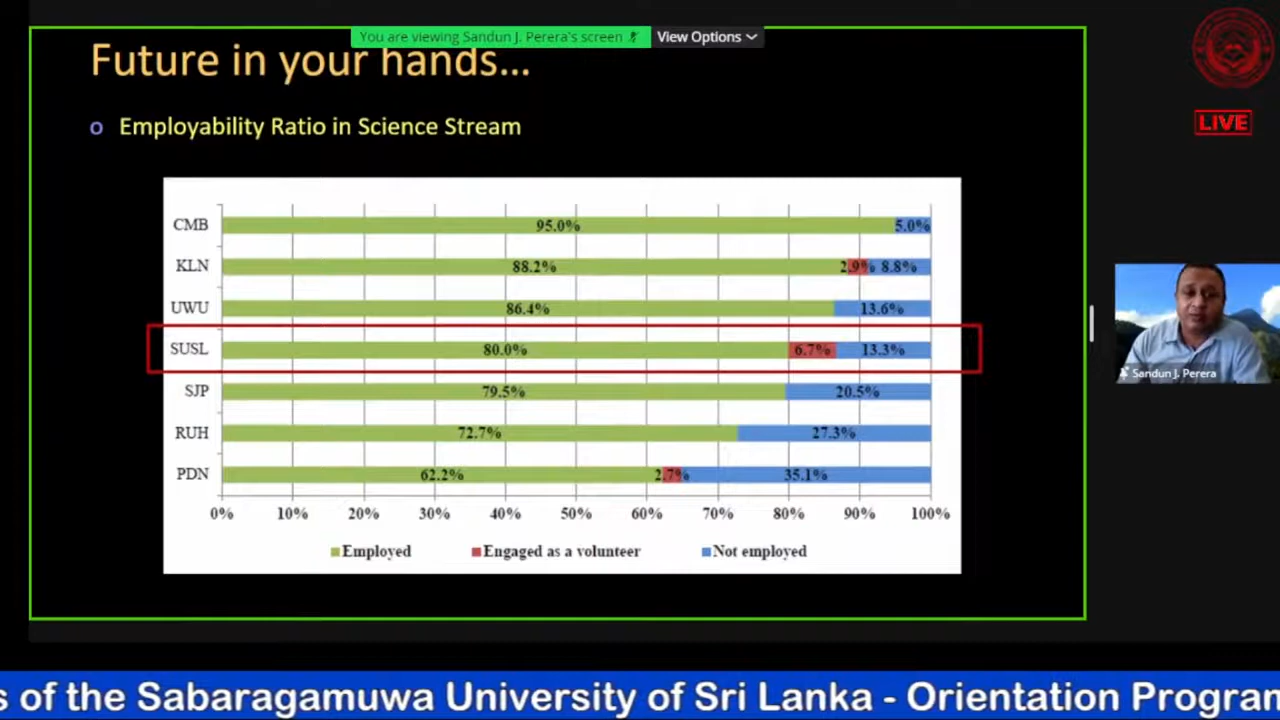 You are viewing Sandun J. Perera's screen
View Options
Future in your hands...
o Employability Ratio in Science Stream
LIVE
CMB 95.0% 5.0%
KLN 88.2% 2.9% 8.8%
UWU 86.4% 13.6%
SUSL 80.0% 6.7% 13.3%
SJP 79.5% 20.5%
RUH 72.7% 27.3%
PDN 62.2% 2.7% 35.1%
0% 10% 20% 30% 40% 50% 60% 70% 80% 90% 100%
Employed Engaged as a volunteer Not employed
Sandun J. Perera
s of the Sabaragamuwa University of Sri Lanka - Orientation Program